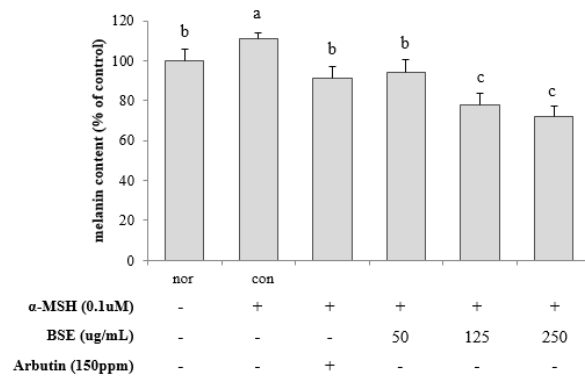 melanin content (% of control)
120
100
80
60
40
20
0
b
a
b
b
c
c
nor con
α-MSH (0.1uM) - + + + + +
BSE (ug/mL) - - - 50 125 250
Arbutin (150ppm) - - + - - -